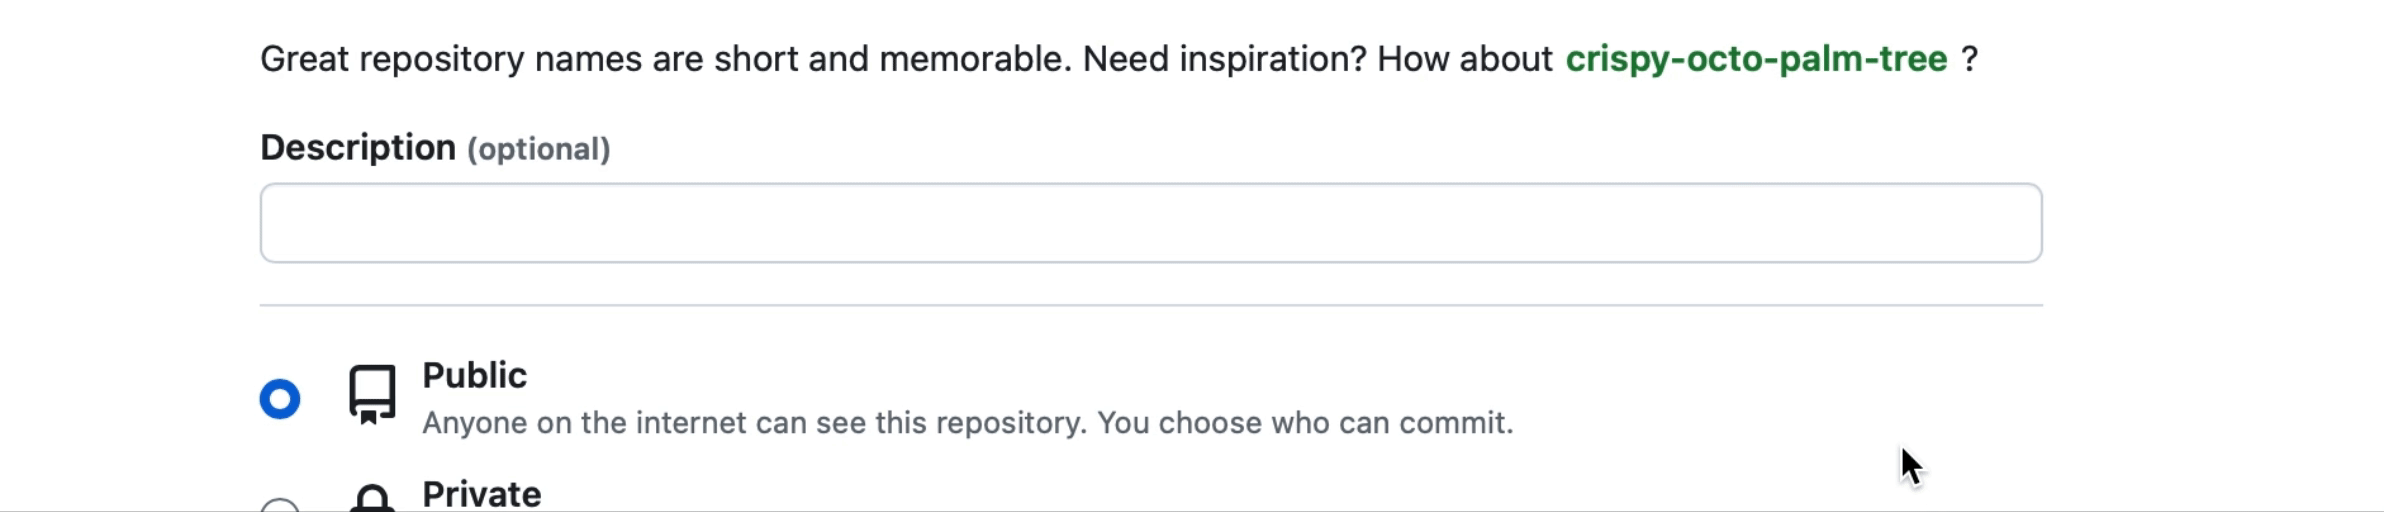 Great repository names are short and memorable. Need inspiration? How about crispy-octo-palm-tree ?
Description (optional)
Public
Anyone on the internet can see this repository. You choose who can commit.
Private